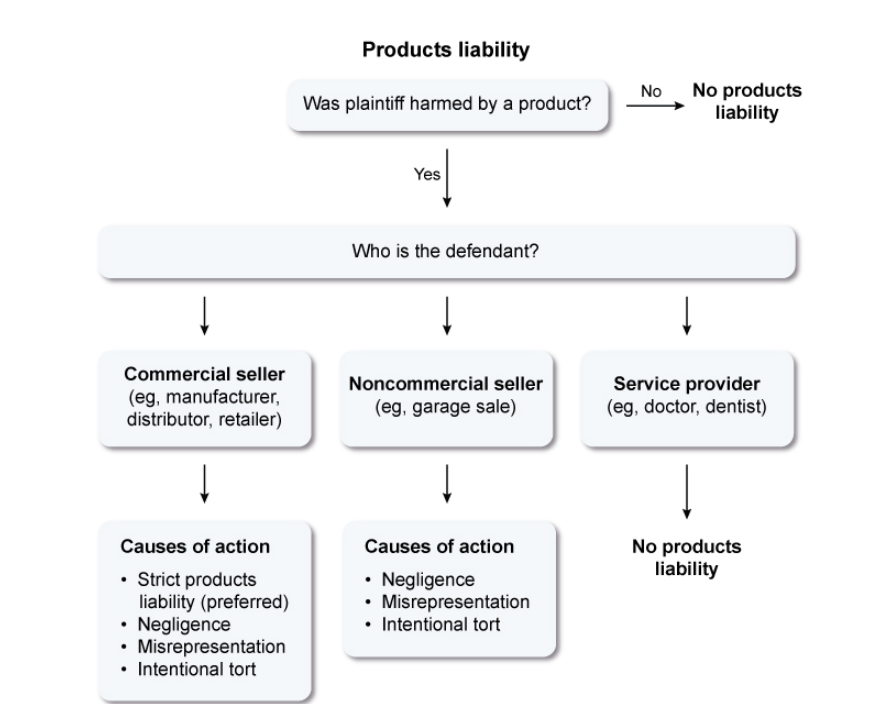 Products liability
Was plaintiff harmed by a product?
No
No products
liability
Yes
Who is the defendant?
Commercial seller
(eg, manufacturer,
distributor, retailer)
Noncommercial seller
(eg, garage sale)
Service provider
(eg, doctor, dentist)
Causes of action
• Strict products
liability (preferred)
• Negligence
• Misrepresentation
• Intentional tort
Causes of action
• Negligence
• Misrepresentation
• Intentional tort
No products
liability